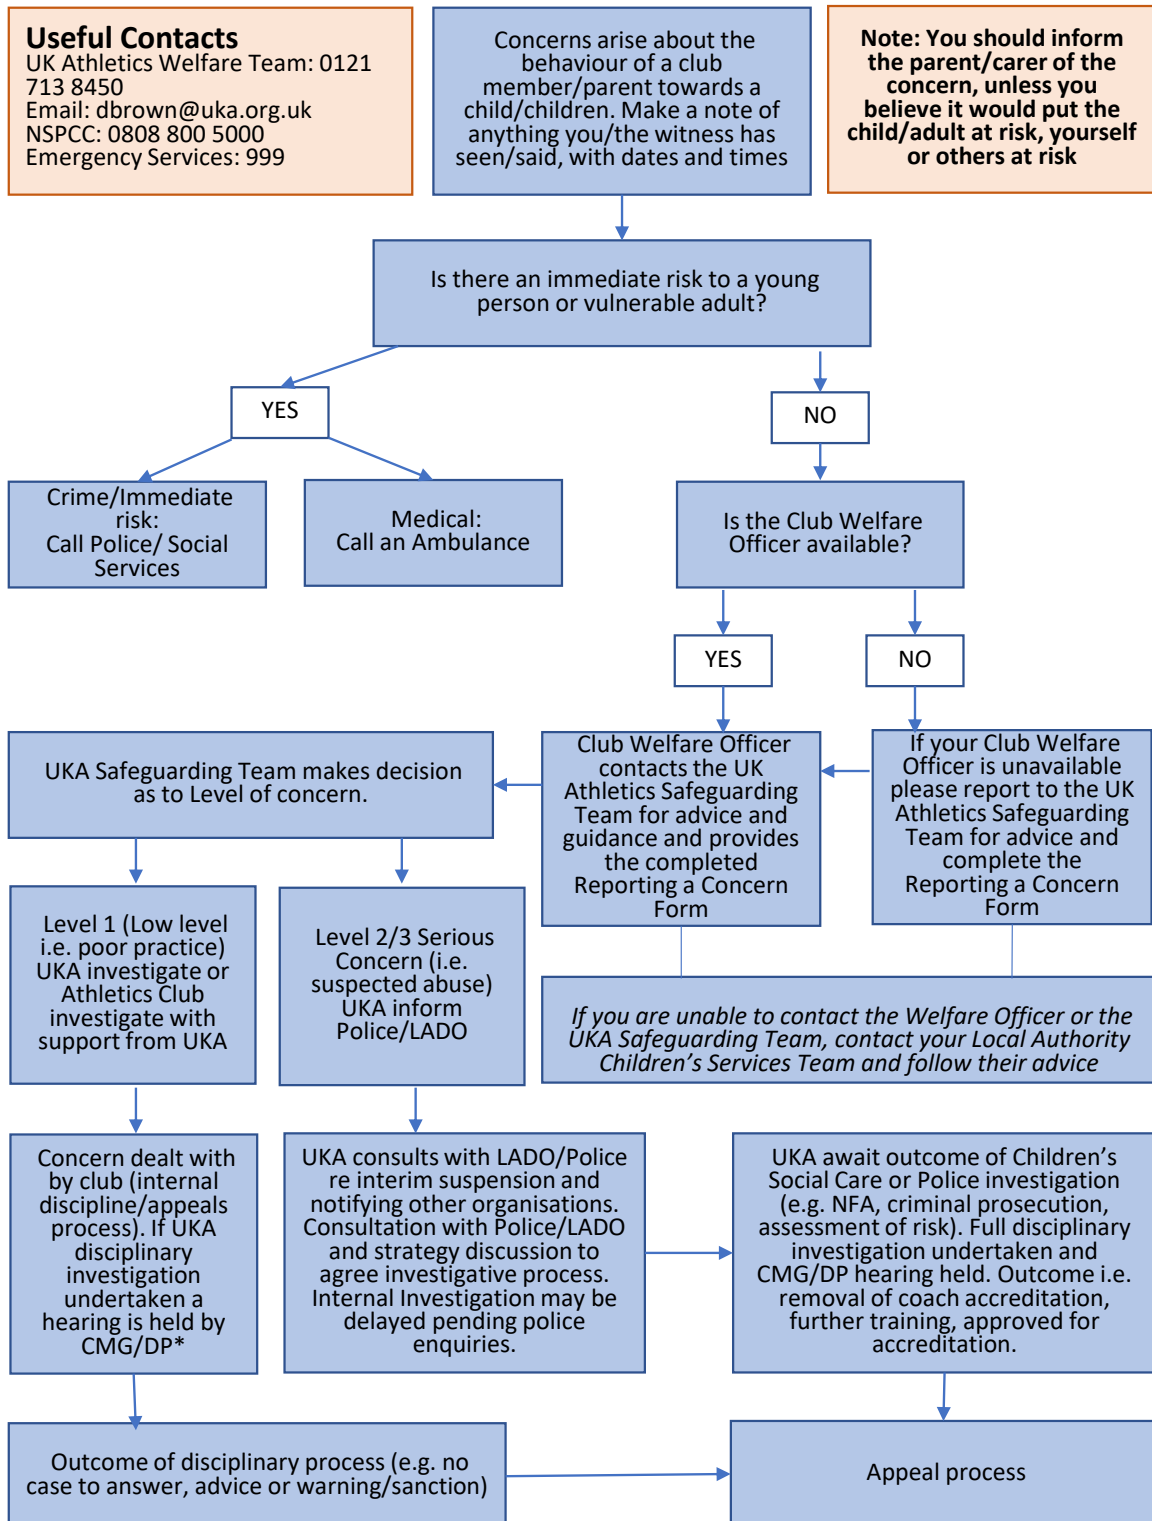 Useful Contacts
UK Athletics Welfare Team: 0121
713 8450
Email: dbrown@uka.org.uk
NSPCC: 0808 800 5000
Emergency Services: 999
Concerns arise about the
behaviour of a club
member/parent towards a
child/children. Make a note of
anything you/the witness has
seen/said, with dates and times
Note: You should inform
the parent/carer of the
concern, unless you
believe it would put the
child/adult at risk, yourself
or others at risk
Is there an immediate risk to a young
person or vulnerable adult?
YES
NO
Crime/Immediate
risk:
Call Police/ Social
Services
Medical:
Call an Ambulance
Is the Club Welfare
Officer available?
YES
NO
UKA Safeguarding Team makes decision
as to Level of concern.
Club Welfare Officer
contacts the UK
Athletics Safeguarding
Team for advice and
guidance and provides
the completed
Reporting a Concern
Form
If your Club Welfare
Officer is unavailable
please report to the UK
Athletics Safeguarding
Team for advice and
complete the
Reporting a Concern
Form
Level 1 (Low level
i.e. poor practice)
UKA investigate or
Athletics Club
investigate with
support from UKA
Level 2/3 Serious
Concern (i.e.
suspected abuse)
UKA inform
Police/LADO
If you are unable to contact the Welfare Officer or the
UKA Safeguarding Team, contact your Local Authority
Children’s Services Team and follow their advice
Concern dealt with
by club (internal
discipline/appeals
process). If UKA
disciplinary
investigation
undertaken a
hearing is held by
CMG/DP*
UKA consults with LADO/Police
re interim suspension and
notifying other organisations.
Consultation with Police/LADO
and strategy discussion to
agree investigative process.
Internal Investigation may be
delayed pending police
enquiries.
UKA await outcome of Children’s
Social Care or Police investigation
(e.g. NFA, criminal prosecution,
assessment of risk). Full disciplinary
investigation undertaken and
CMG/DP hearing held. Outcome i.e.
removal of coach accreditation,
further training, approved for
accreditation.
Outcome of disciplinary process (e.g. no
case to answer, advice or warning/sanction)
Appeal process